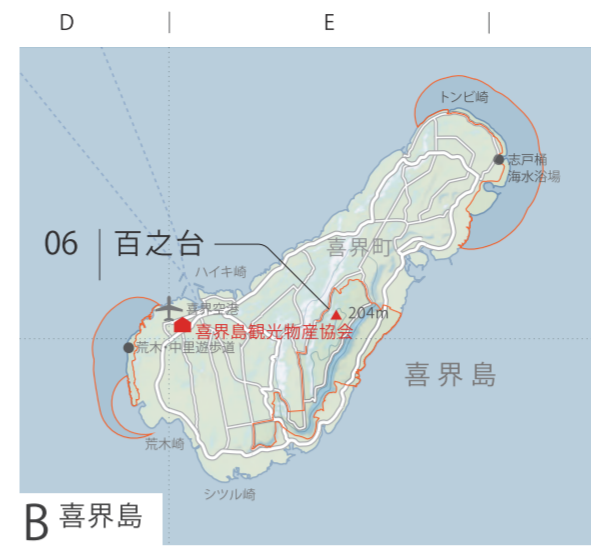 D
E
トンビ崎
志戸桶
海水浴場
06
百之台
喜界町
ハイキ崎
喜界空港
204m
喜界島観光物産協会
荒木・中里遊歩道
喜界島
荒木崎
シツル崎
B 喜界島